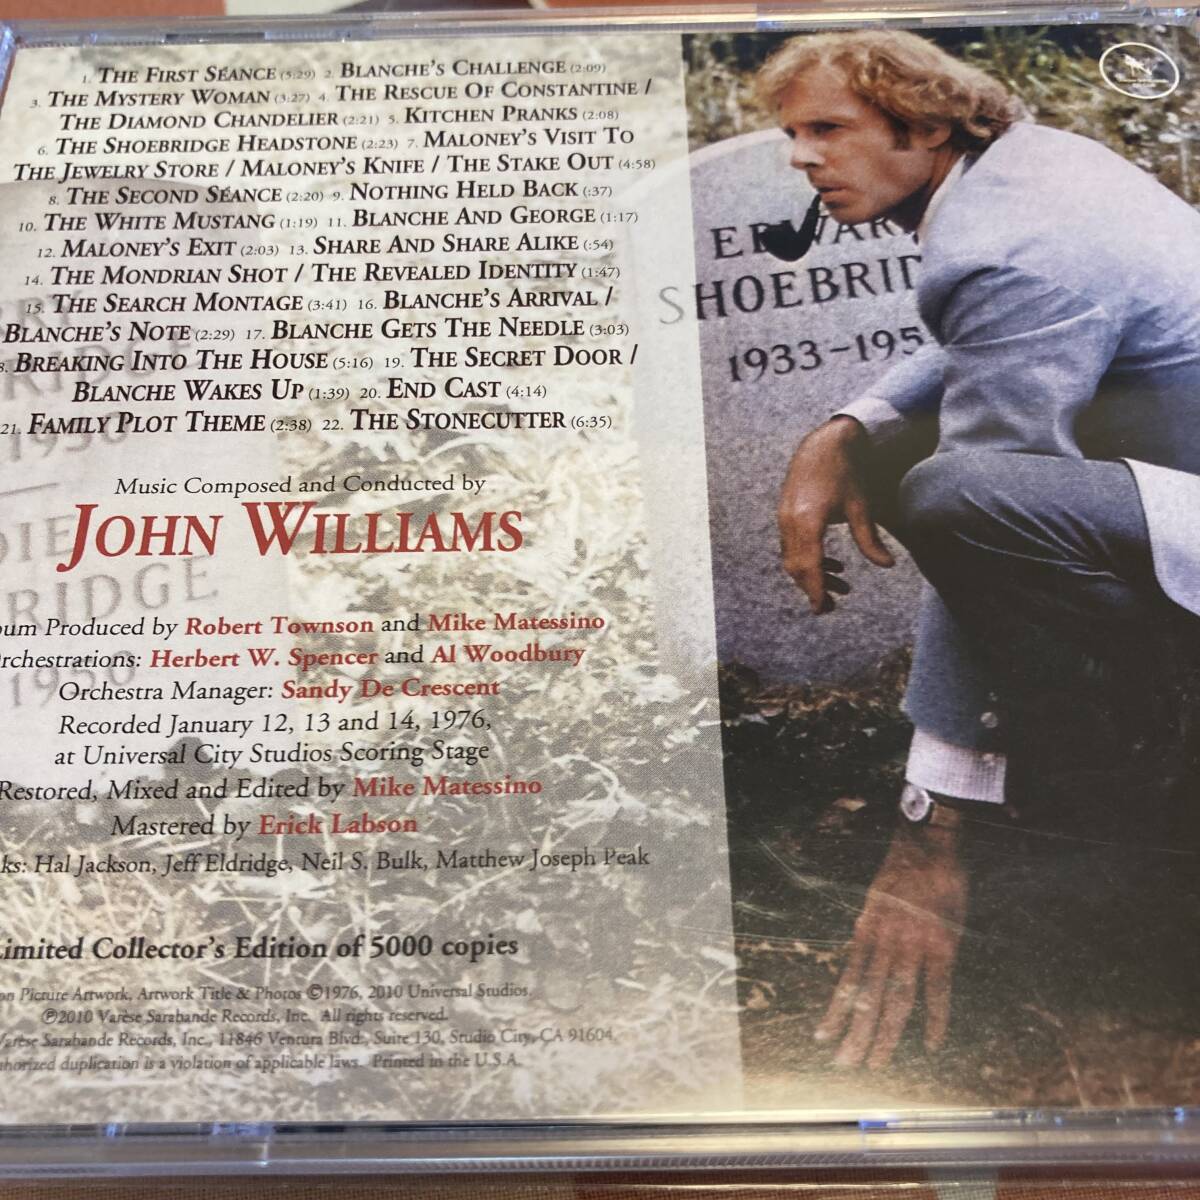 1. THE FIRST SÉANCE (5:29) 2. BLANCHE'S CHALLENGE (2:09)
3. THE MYSTERY WOMAN (3:27) 4. THE RESCUE OF CONSTANTINE /
THE DIAMOND CHANDELIER (2:21) 5. KITCHEN PRANKS (2:08)
6. THE SHOEBRIDGE HEADSTONE (2:23) 7. MALONEY'S VISIT TO
THE JEWELRY STORE / MALONEY'S KNIFE / THE STAKE OUT (4:58)
8. THE SECOND SÉANCE (2:20) 9. NOTHING HELD BACK (:37)
10. THE WHITE MUSTANG (1:19) 11. BLANCHE AND GEORGE (1:17)
12. MALONEY'S EXIT (2:03) 13. SHARE AND SHARE ALIKE (:54)
14. THE MONDRIAN SHOT / THE REVEALED IDENTITY (1:47)
15. THE SEARCH MONTAGE (3:41) 16. BLANCHE'S ARRIVAL /
BLANCHE'S NOTE (2:29) 17. BLANCHE GETS THE NEEDLE (3:03)
8. BREAKING INTO THE HOUSE (5:16) 19. THE SECRET DOOR /
BLANCHE WAKES UP (1:39) 20. END CAST (4:14)
21. FAMILY PLOT THEME (2:38) 22. THE STONECUTTER (6:35)
Music Composed and Conducted by
JOHN WILLIAMS
bum Produced by Robert Townson and Mike Matessino
rchestrations: Herbert W. Spencer and Al Woodbury
Orchestra Manager: Sandy De Crescent
Recorded January 12, 13 and 14, 1976,
at Universal City Studios Scoring Stage
Restored, Mixed and Edited by Mike Matessino
Mastered by Erick Labson
ks: Hal Jackson, Jeff Eldridge, Neil S. Bulk, Matthew Joseph Peak
Limited Collector's Edition of 5000 copies
on Picture Artwork, Artwork Title & Photos ©1976, 2010 Universal Studios.
℗©2010 Varèse Sarabande Records, Inc. All rights reserved.
Varèse Sarabande Records, Inc., 11846 Ventura Blvd., Suite 130, Studio City, CA 91604.
horized duplication is a violation of applicable laws. Printed in the U.S.A.
EDWAR
SHOEBRID
1933-195
DIE
RIDGE
1950